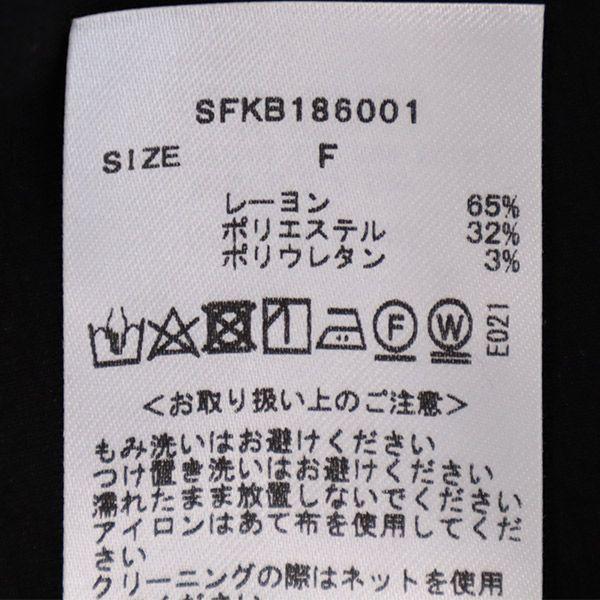 SFKB186001
SIZE F
レーヨン 65%
ポリエステル 32%
ポリウレタン 3%
F W E021
<お取り扱い上のご注意>
もみ洗いはお避けください
つけ置き洗いはお避けください
濡れたまま放置しないでください
アイロンはあて布を使用してくだ
さい
クリーニングの際はネットを使用